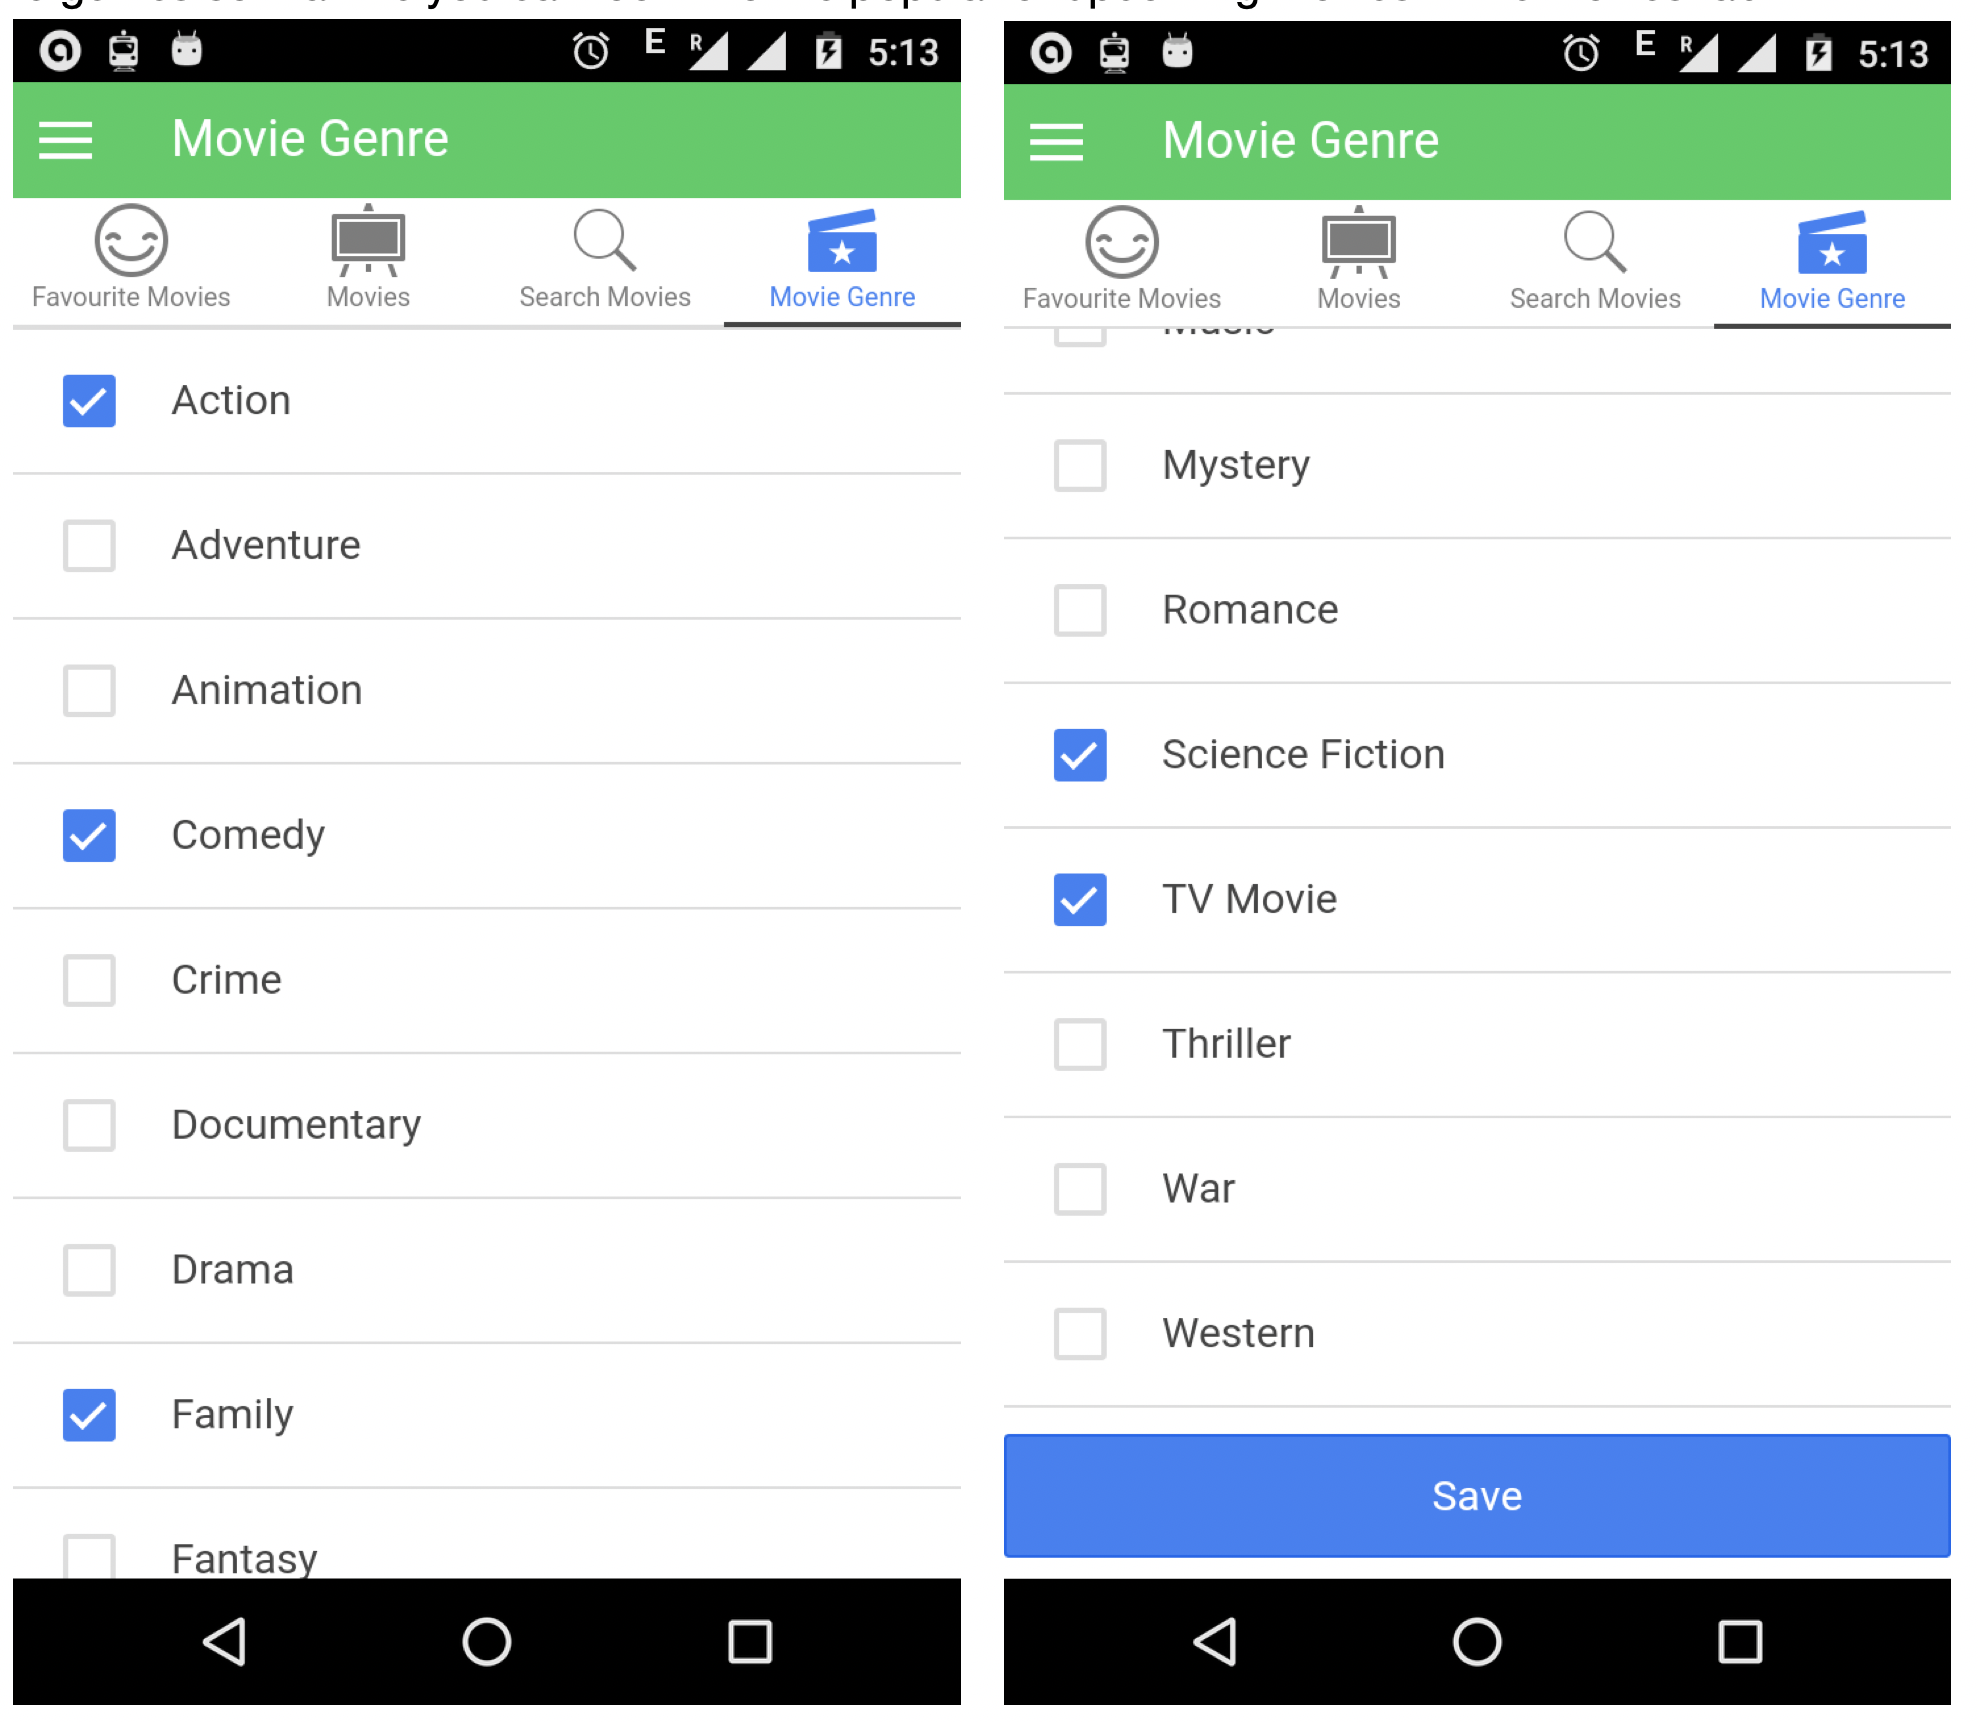 E R 5:13
Movie Genre
Favourite Movies Movies Search Movies Movie Genre
Action
Adventure
Animation
Comedy
Crime
Documentary
Drama
Family
Fantasy
E R 5:13
Movie Genre
Favourite Movies Movies Search Movies Movie Genre
Music
Mystery
Romance
Science Fiction
TV Movie
Thriller
War
Western
Save